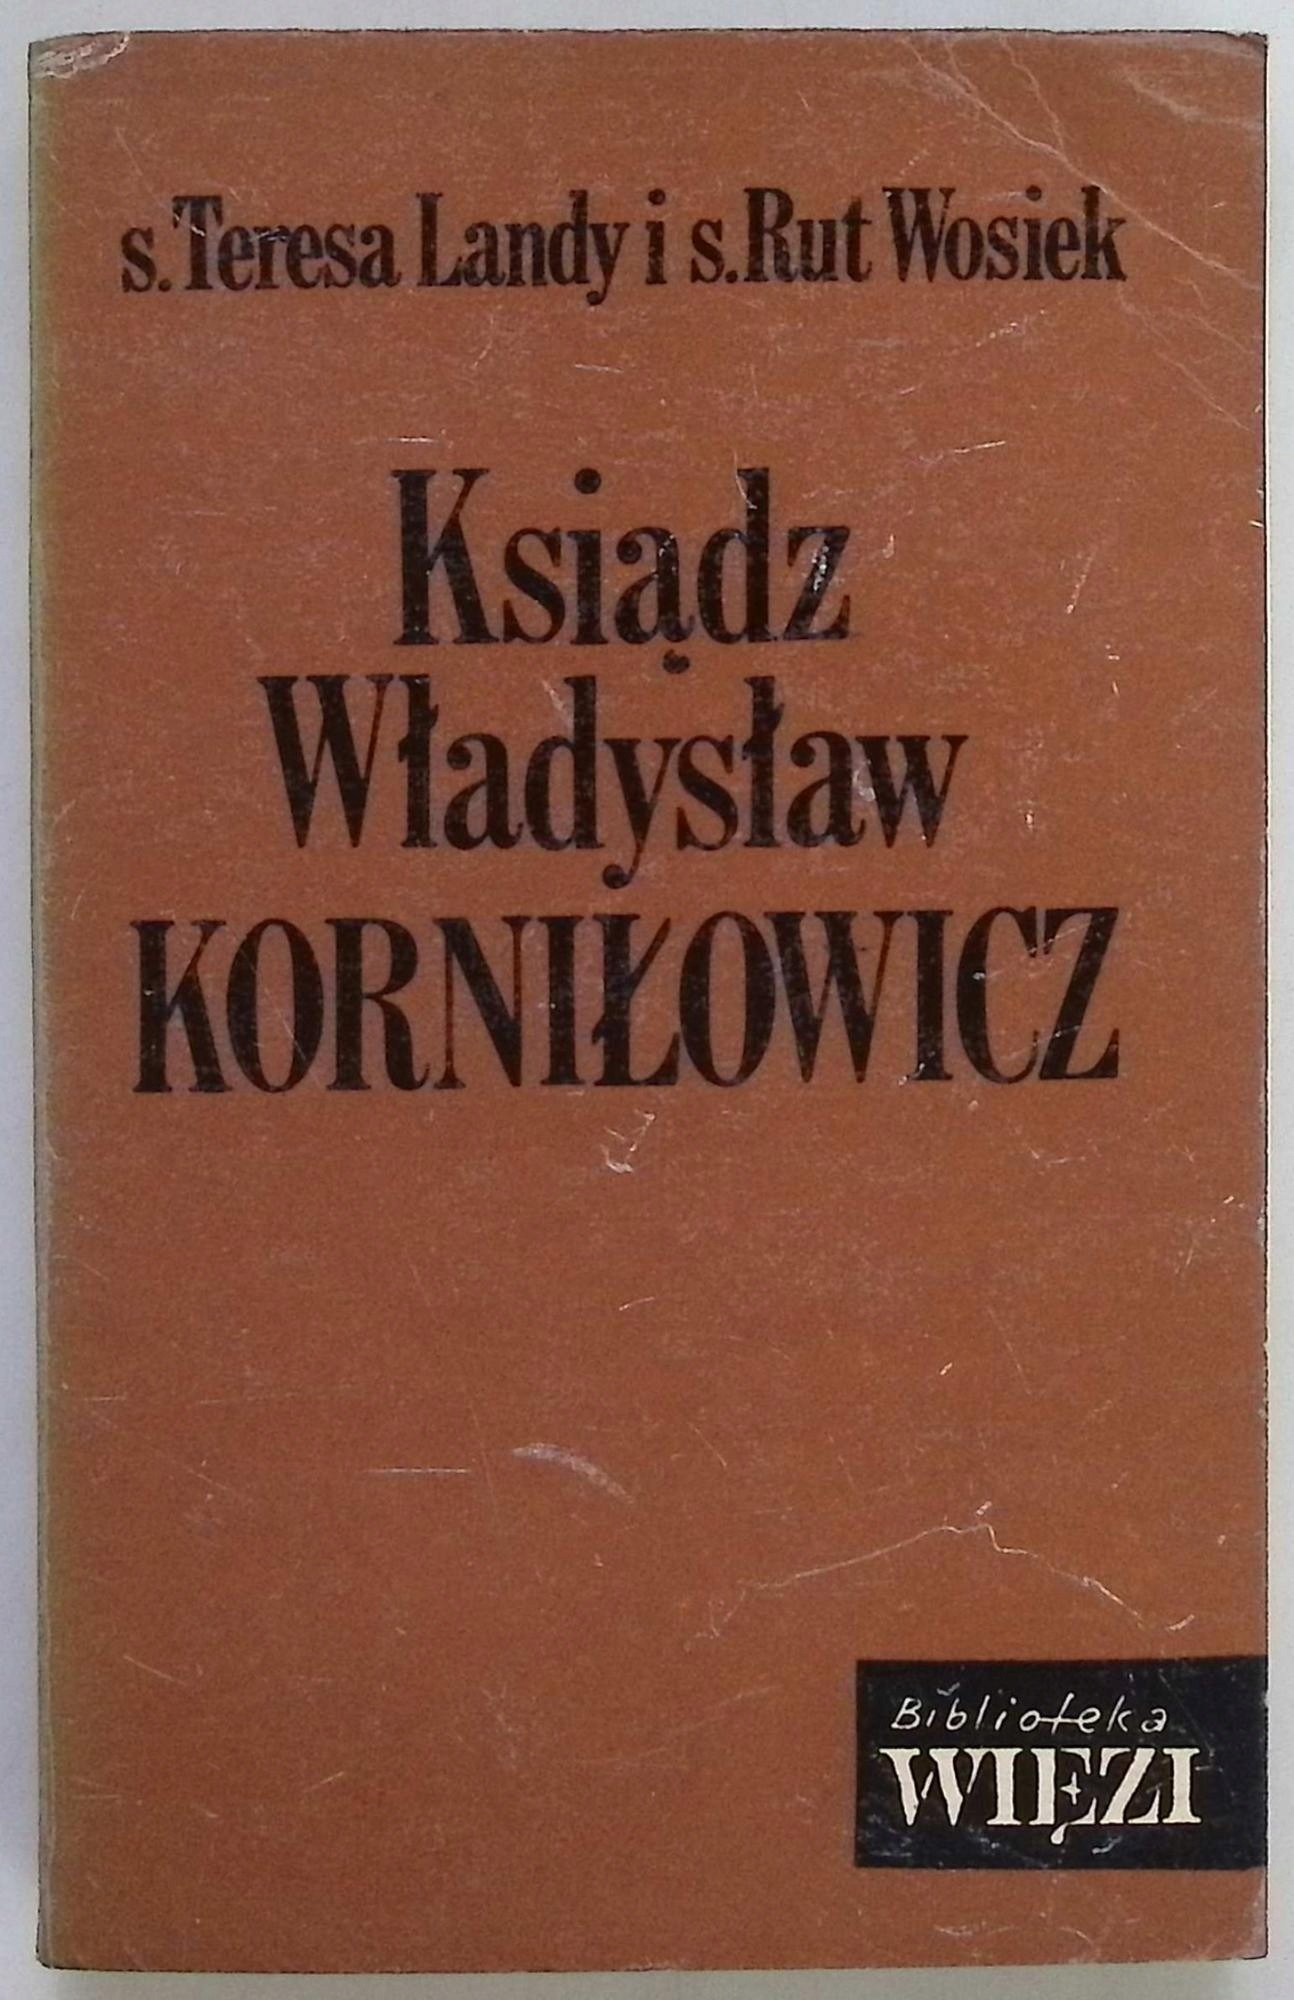 s. Teresa Landy i s. Rut Wosiek
Ksiądz
Władysław
KORNIŁOWICZ
Biblioteka
WIĘZI